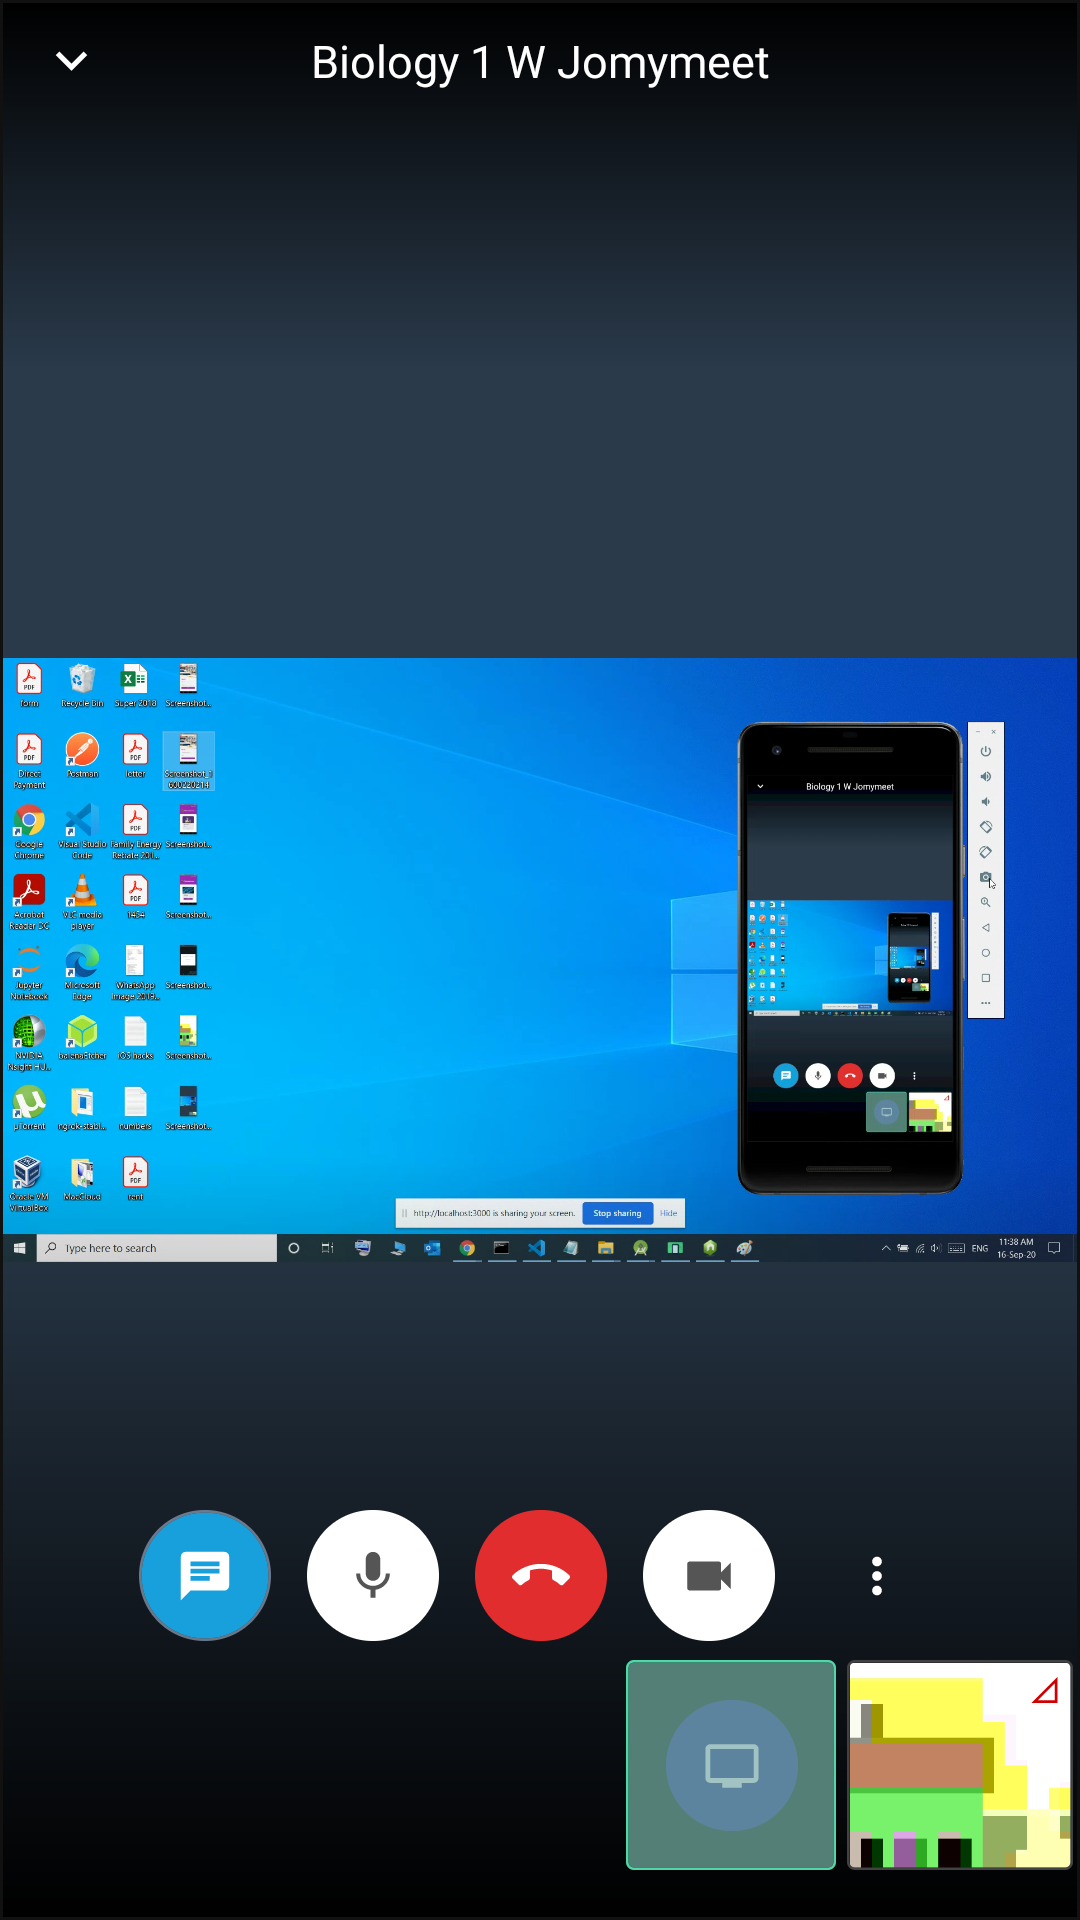 Biology 1 W Jomymeet
form
Recycle Bin
Super 2018
Screenshot...
Direct Payment
Postman
letter
Screenshot_1
600220214
Google Chrome
Visual Studio Code
Family Energy Rebate 201...
Screenshot...
Acrobat Reader DC
VLC media player
1454
Screenshot...
Jupyter Notebook
Microsoft Edge
WhatsApp Image 2019...
Screenshot...
NVIDIA Nsight HU...
balenaEtcher
iOS hacks
Screenshot...
µTorrent
ngrok-stabl...
numbers
Screenshot...
Oracle VM VirtualBox
MacCloud
rent
Biology 1 W Jomymeet
http://localhost:3000 is sharing your screen.
Stop sharing
Hide
Type here to search
ENG
11:38 AM
16-Sep-20